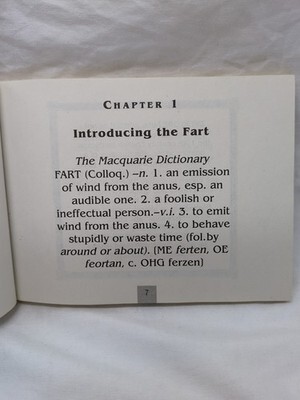 CHAPTER 1
Introducing the Fart
The Macquarie Dictionary
FART (Colloq.) –n. 1. an emission
of wind from the anus, esp. an
audible one. 2. a foolish or
ineffectual person.–v.i. 3. to emit
wind from the anus. 4. to behave
stupidly or waste time (fol.by
around or about). [ME ferten, OE
feortan, c. OHG ferzen]
7